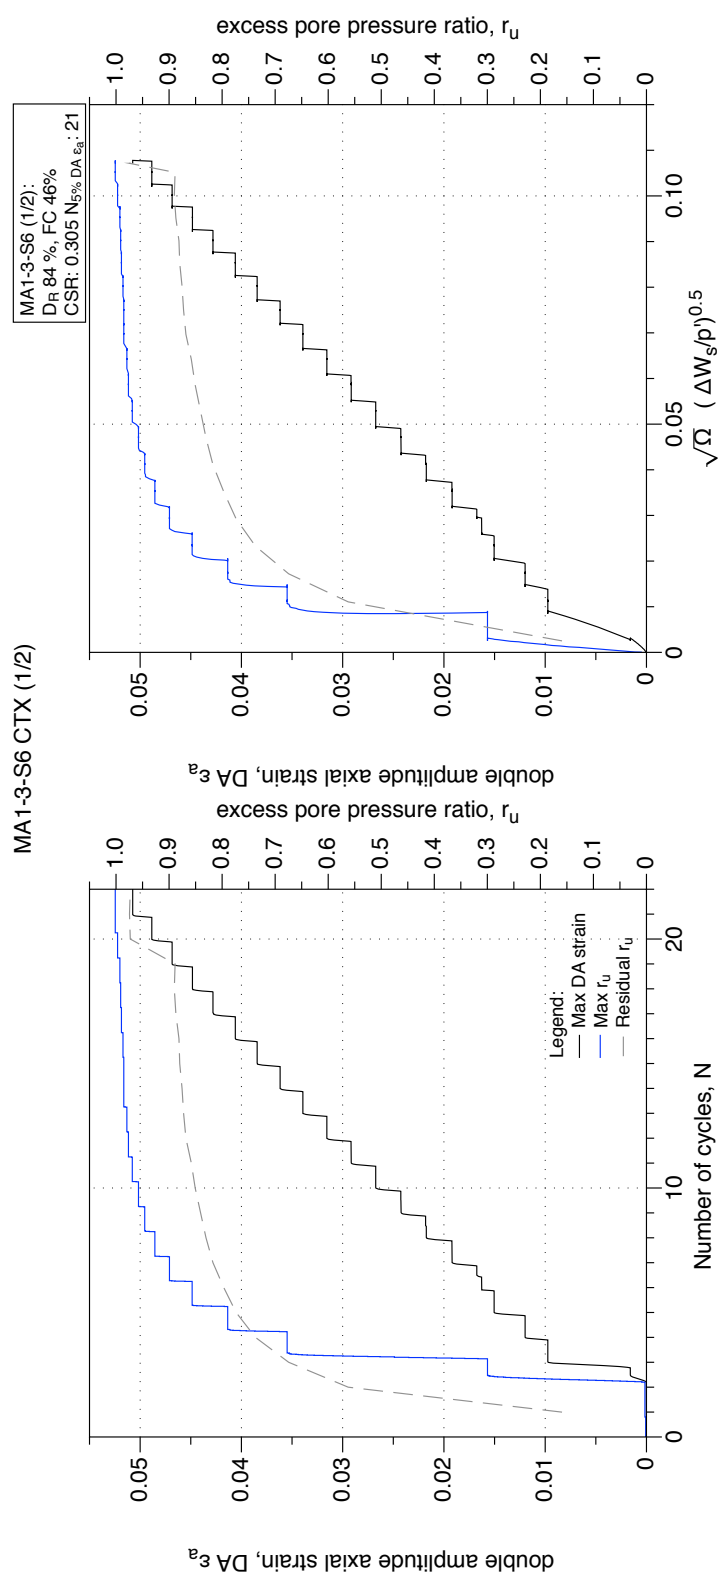 MA1-3-S6 CTX (1/2)
double amplitude axial strain, DA εa
0.05
0.04
0.03
0.02
0.01
0
excess pore pressure ratio, ru
1.0
0.9
0.8
0.7
0.6
0.5
0.4
0.3
0.2
0.1
0
0
10
20
Number of cycles, N
Legend:
Max DA strain
Max ru
Residual ru
double amplitude axial strain, DA εa
0.05
0.04
0.03
0.02
0.01
0
excess pore pressure ratio, ru
1.0
0.9
0.8
0.7
0.6
0.5
0.4
0.3
0.2
0.1
0
0
0.05
0.10
√Ω ( ΔWs/p')0.5
MA1-3-S6 (1/2):
DR 84 %, FC 46%
CSR: 0.305 N5% DA εa: 21